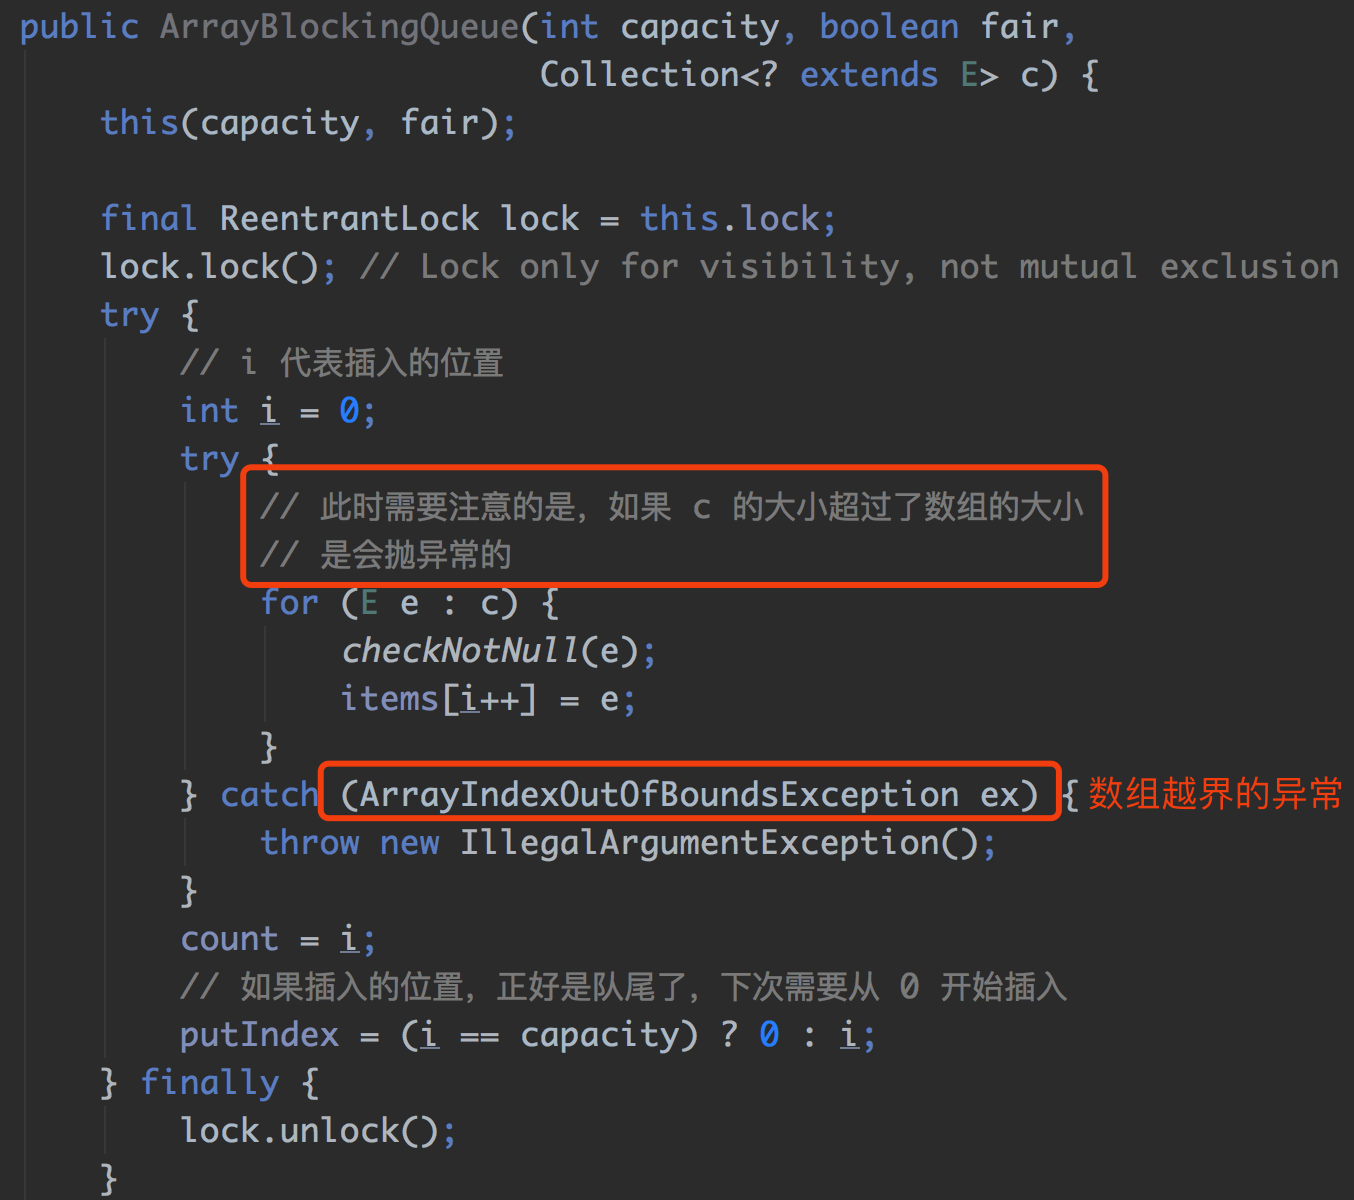 public ArrayBlockingQueue(int capacity, boolean fair,
Collection<? extends E> c) {
this(capacity, fair);
final ReentrantLock lock = this.lock;
lock.lock(); // Lock only for visibility, not mutual exclusion
try {
// i 代表插入的位置
int i = 0;
try {
// 此时需要注意的是，如果 c 的大小超过了数组的大小
// 是会抛异常的
for (E e : c) {
checkNotNull(e);
items[i++] = e;
}
} catch (ArrayIndexOutOfBoundsException ex) { 数组越界的异常
throw new IllegalArgumentException();
}
count = i;
// 如果插入的位置，正好是队尾了，下次需要从 0 开始插入
putIndex = (i == capacity) ? 0 : i;
} finally {
lock.unlock();
}